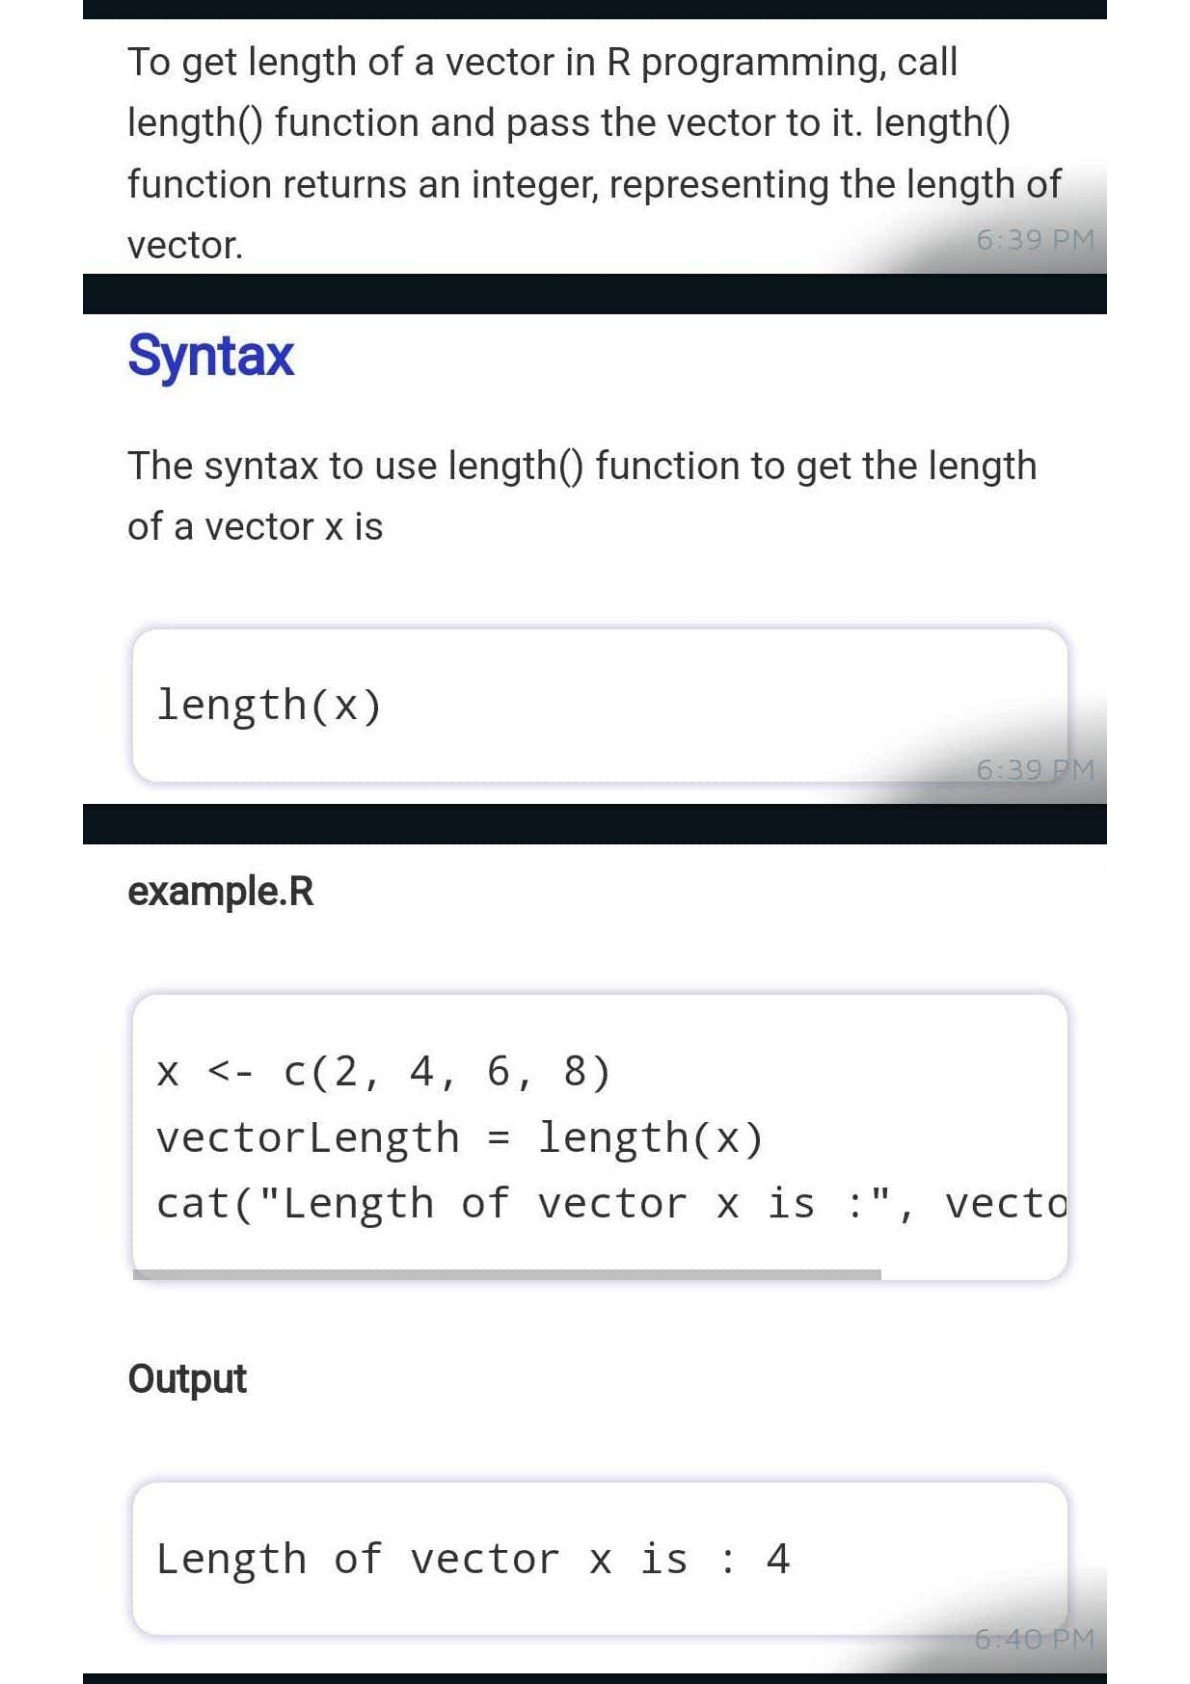 To get length of a vector in R programming, call
length() function and pass the vector to it. length()
function returns an integer, representing the length of
vector.
6:39 PM
Syntax
The syntax to use length() function to get the length
of a vector x is
length(x)
6:39 PM
example.R
x <- c(2, 4, 6, 8)
vectorLength = length(x)
cat("Length of vector x is :", vecto
Output
Length of vector x is : 4
6:40 PM